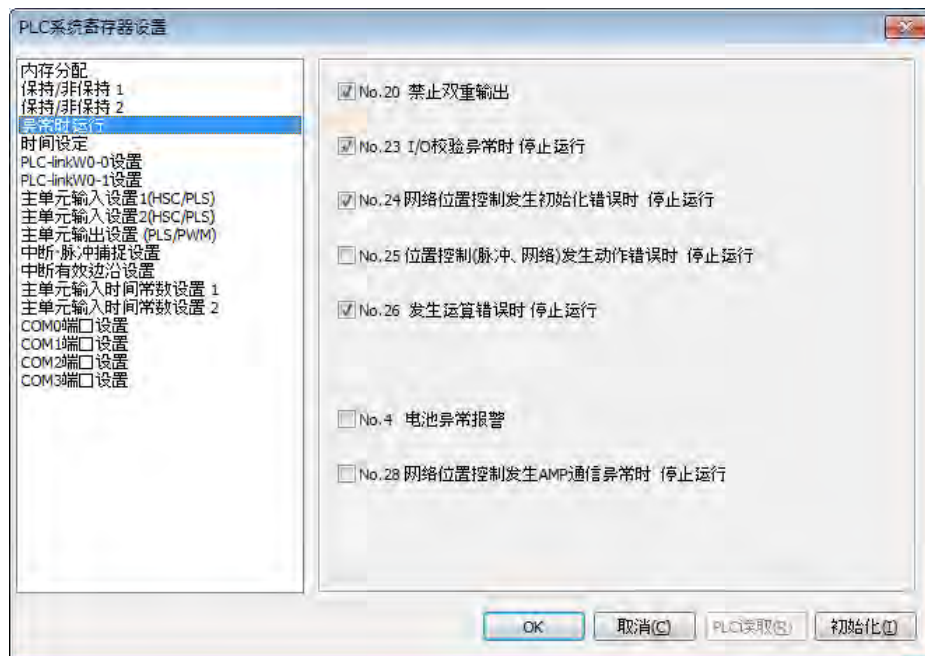 PLC系统寄存器设置
内存分配
保持/非保持 1
保持/非保持 2
异常时运行
时间设定
PLC-linkW0-0设置
PLC-linkW0-1设置
主单元输入设置1(HSC/PLS)
主单元输入设置2(HSC/PLS)
主单元输出设置 (PLS/PWM)
中断·脉冲捕捉设置
中断有效边沿设置
主单元输入时间常数设置 1
主单元输入时间常数设置 2
COM0端口设置
COM1端口设置
COM2端口设置
COM3端口设置
No.20 禁止双重输出
No.23 I/O校验异常时 停止运行
No.24 网络位置控制发生初始化错误时 停止运行
No.25 位置控制(脉冲、网络)发生动作错误时 停止运行
No.26 发生运算错误时 停止运行
No.4 电池异常报警
No.28 网络位置控制发生AMP通信异常时 停止运行
OK 取消(C) PLC读取(R) 初始化(I)